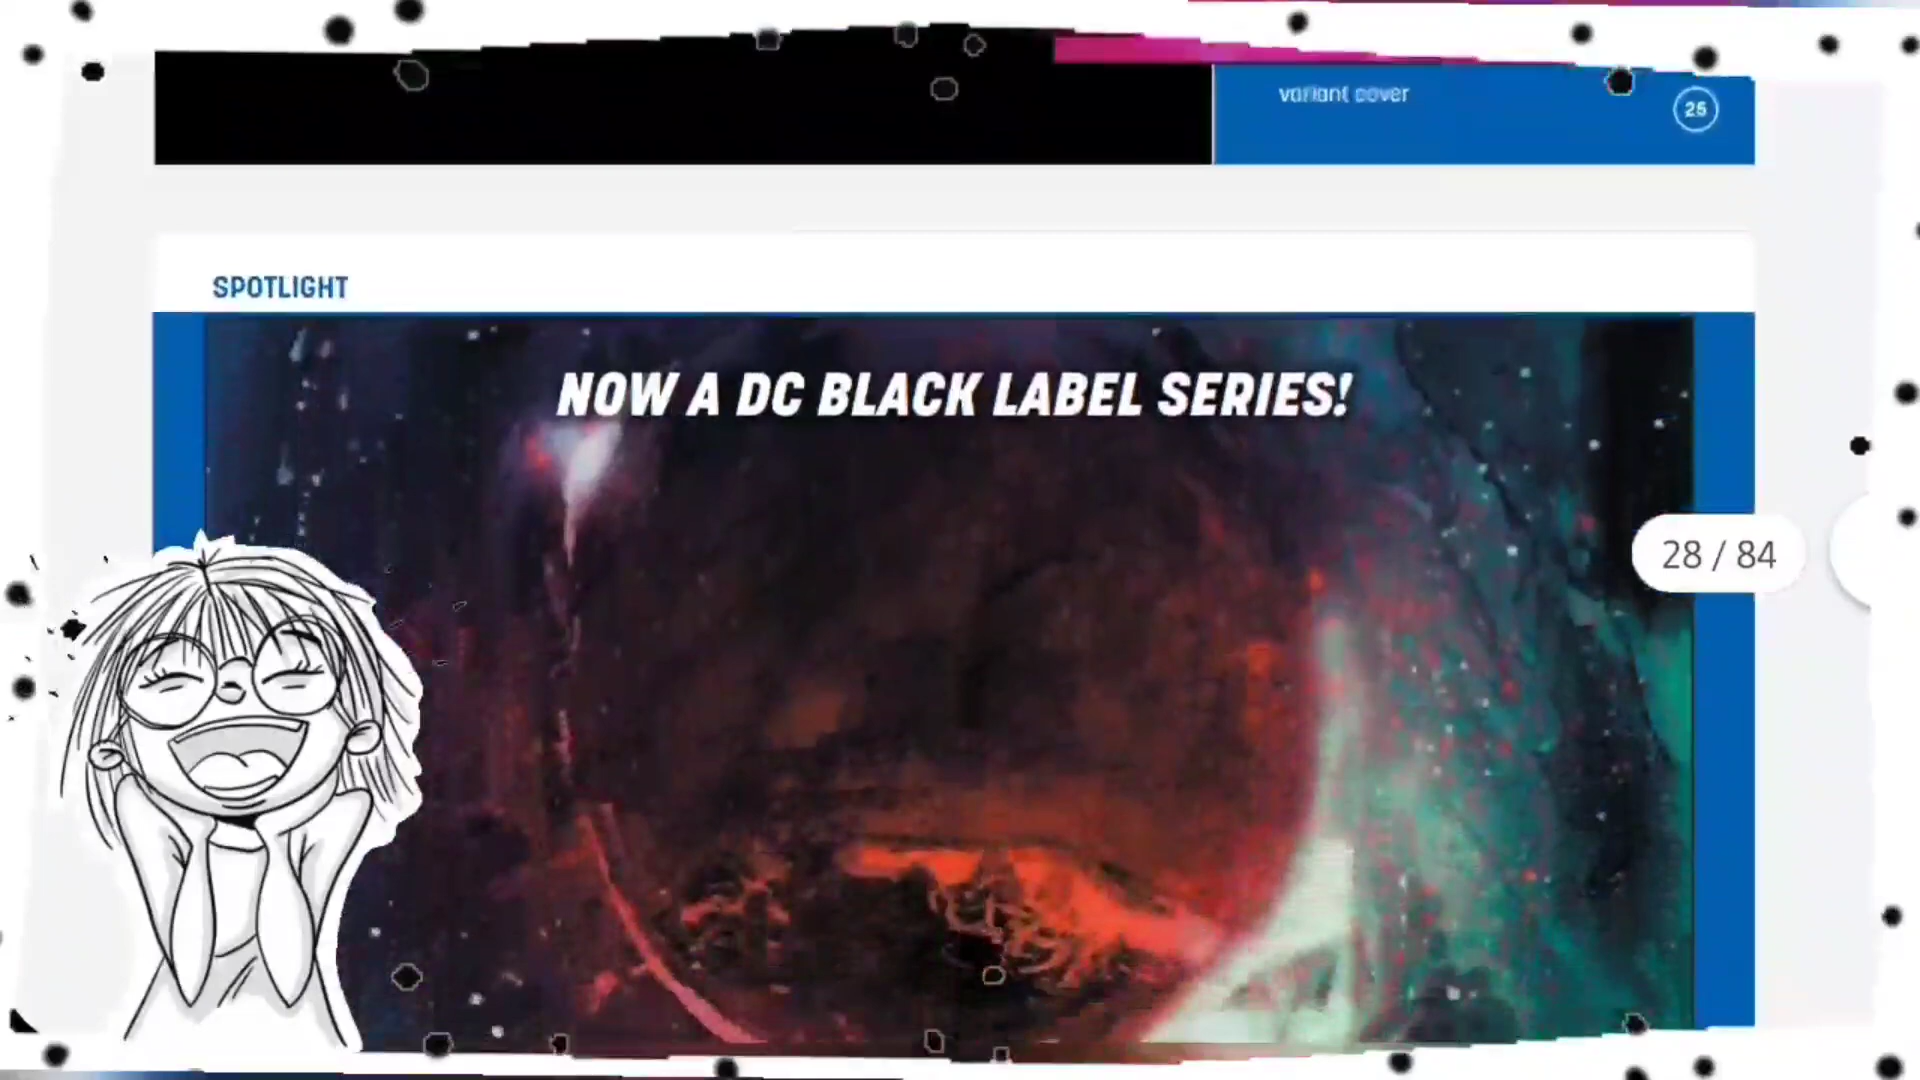 variant cover
25
SPOTLIGHT
NOW A DC BLACK LABEL SERIES!
28 / 84